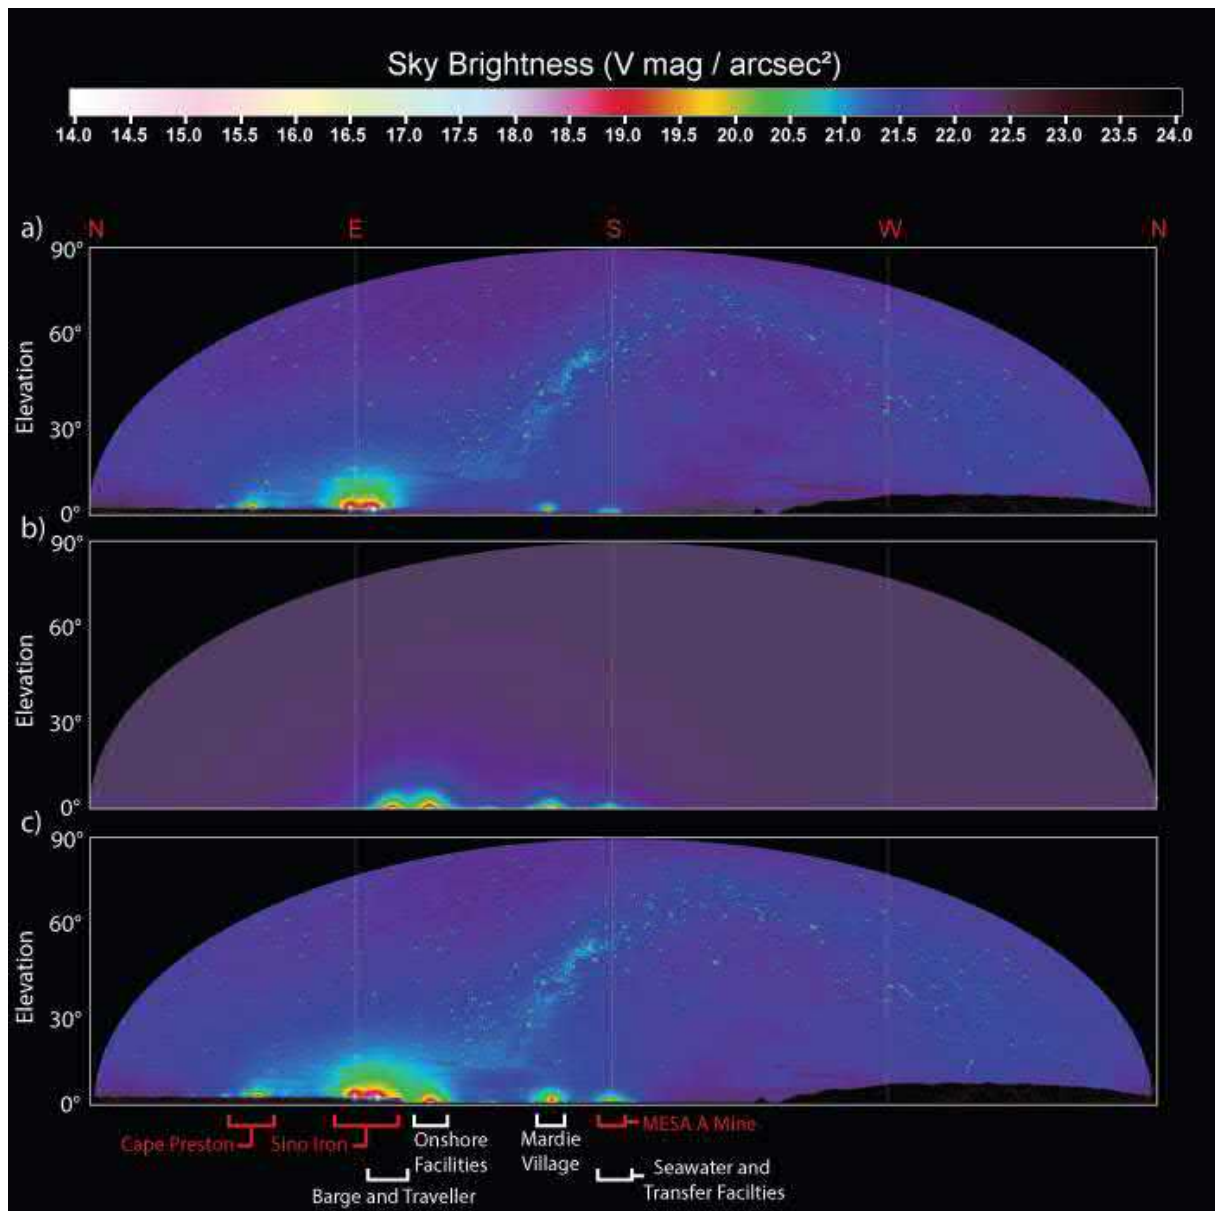 Sky Brightness (V mag / arcsec²)
14.0 14.5 15.0 15.5 16.0 16.5 17.0 17.5 18.0 18.5 19.0 19.5 20.0 20.5 21.0 21.5 22.0 22.5 23.0 23.5 24.0
a) N E S W N
90°
60°
30°
0°
Elevation
b)
90°
60°
30°
0°
Elevation
c)
90°
60°
30°
0°
Elevation
Cape Preston
Sino Iron
Onshore
Facilities
Barge and Traveller
Mardie
Village
MESA A Mine
Seawater and
Transfer Facilties